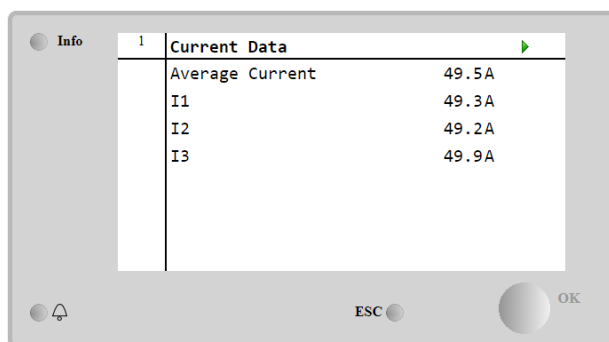 Info
1 Current Data
Average Current 49.5A
I1 49.3A
I2 49.2A
I3 49.9A
ESC
OK